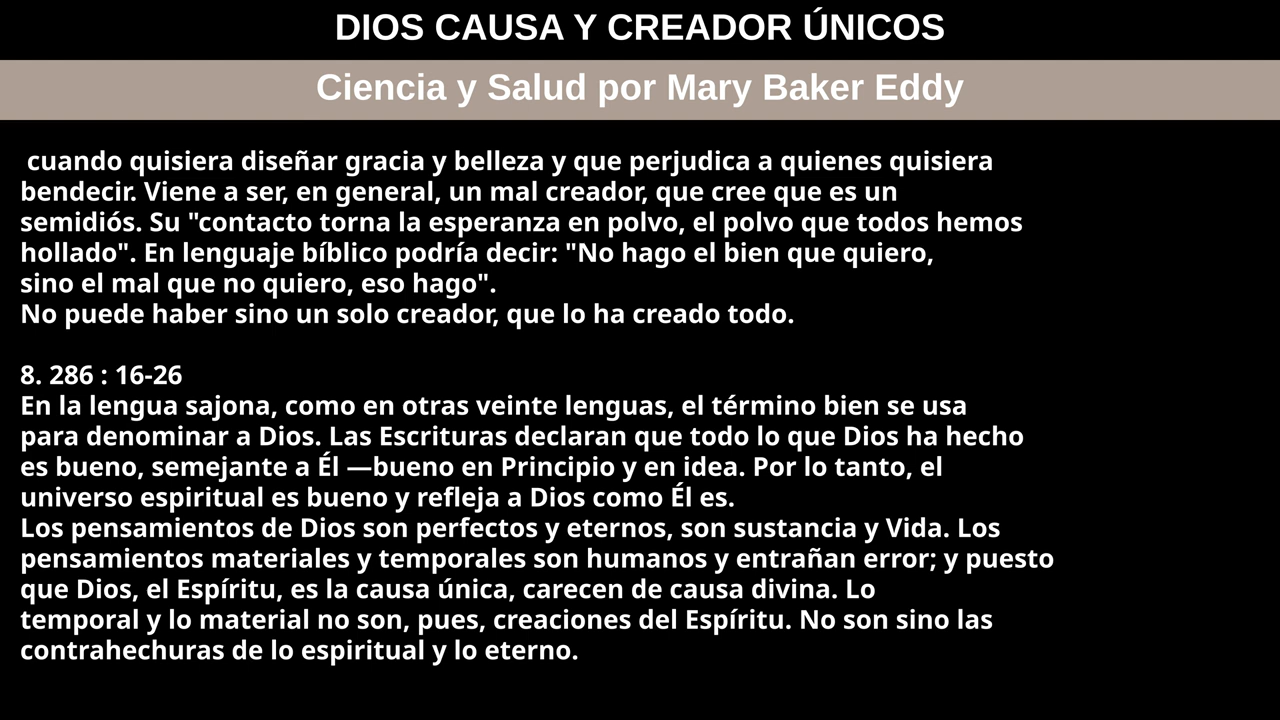 DIOS CAUSA Y CREADOR ÚNICOS
Ciencia y Salud por Mary Baker Eddy
cuando quisiera diseñar gracia y belleza y que perjudica a quienes quisiera
bendecir. Viene a ser, en general, un mal creador, que cree que es un
semidiós. Su "contacto torna la esperanza en polvo, el polvo que todos hemos
hollado". En lenguaje bíblico podría decir: "No hago el bien que quiero,
sino el mal que no quiero, eso hago".
No puede haber sino un solo creador, que lo ha creado todo.
8. 286 : 16-26
En la lengua sajona, como en otras veinte lenguas, el término bien se usa
para denominar a Dios. Las Escrituras declaran que todo lo que Dios ha hecho
es bueno, semejante a Él —bueno en Principio y en idea. Por lo tanto, el
universo espiritual es bueno y refleja a Dios como Él es.
Los pensamientos de Dios son perfectos y eternos, son sustancia y Vida. Los
pensamientos materiales y temporales son humanos y entrañan error; y puesto
que Dios, el Espíritu, es la causa única, carecen de causa divina. Lo
temporal y lo material no son, pues, creaciones del Espíritu. No son sino las
contrahechuras de lo espiritual y lo eterno.